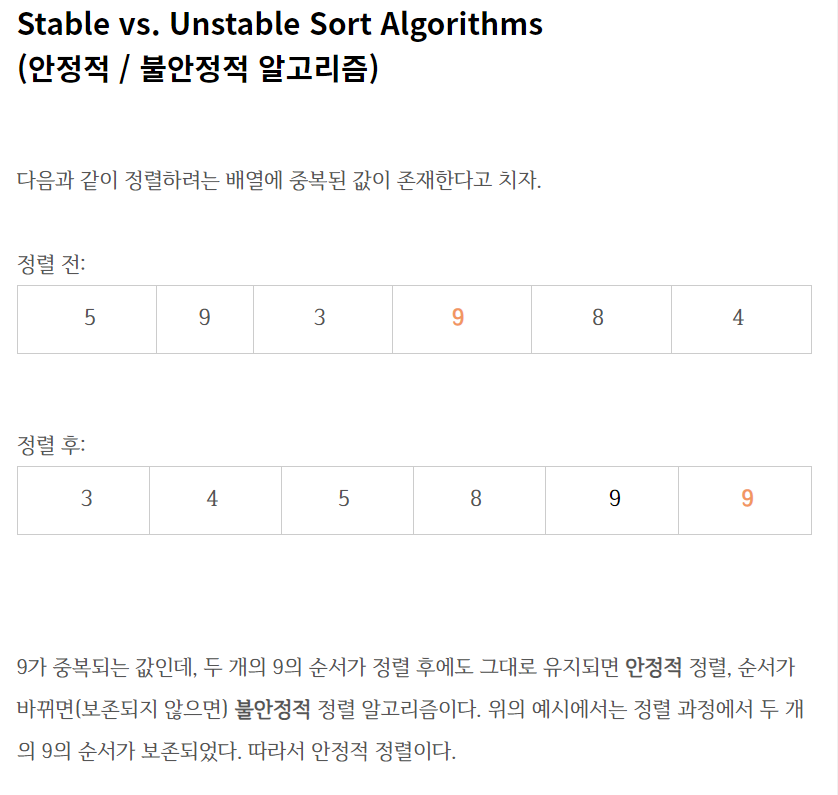 Stable vs. Unstable Sort Algorithms
(안정적 / 불안정적 알고리즘)
다음과 같이 정렬하려는 배열에 중복된 값이 존재한다고 치자.
정렬 전:
5 9 3 9 8 4
정렬 후:
3 4 5 8 9 9
9가 중복되는 값인데, 두 개의 9의 순서가 정렬 후에도 그대로 유지되면 안정적 정렬, 순서가
바뀌면(보존되지 않으면) 불안정적 정렬 알고리즘이다. 위의 예시에서는 정렬 과정에서 두 개
의 9의 순서가 보존되었다. 따라서 안정적 정렬이다.